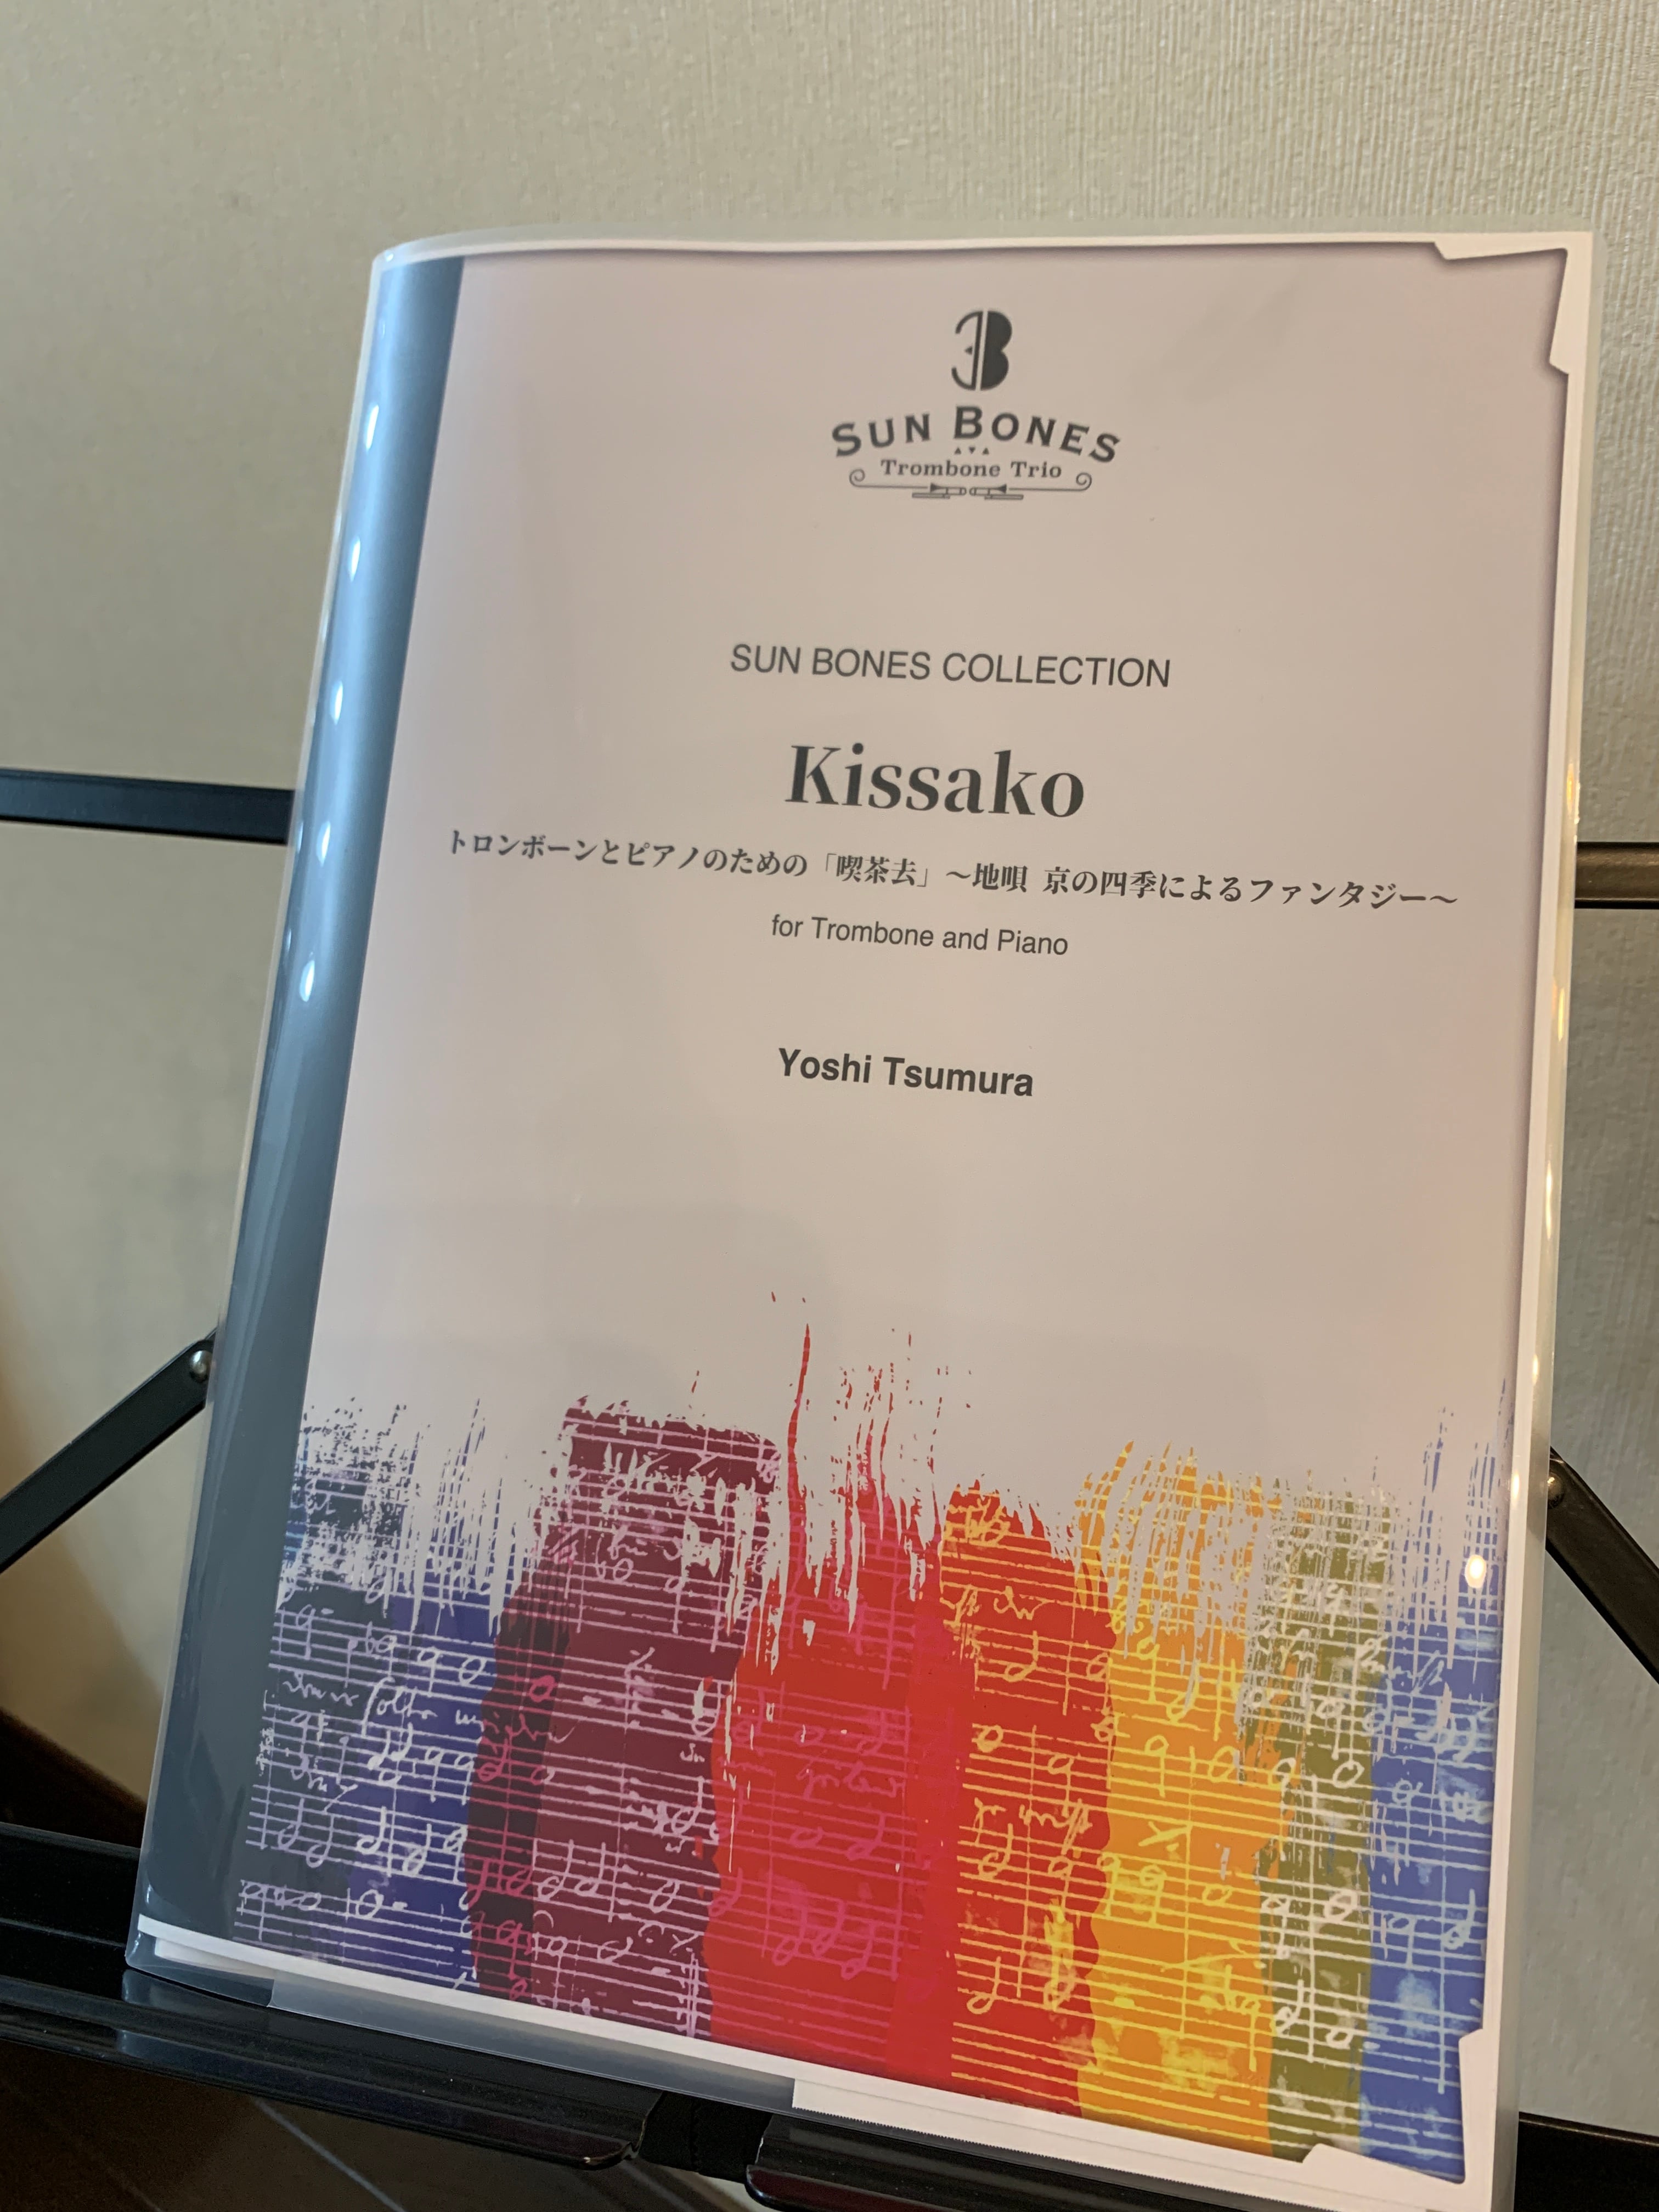 3B
SUN BONES
Trombone Trio
SUN BONES COLLECTION
Kissako
トロンボーンとピアノのための「喫茶去」〜地唄 京の四季によるファンタジー〜
for Trombone and Piano
Yoshi Tsumura